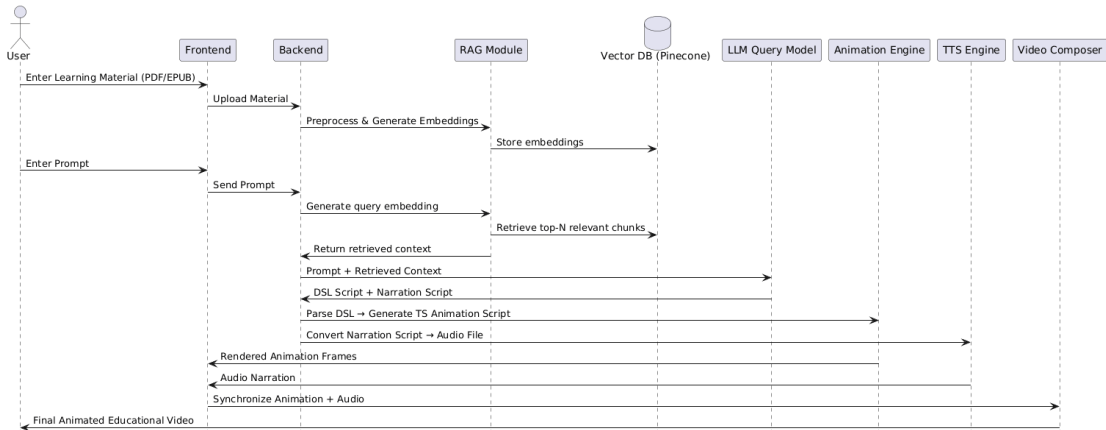 User
Frontend
Backend
RAG Module
Vector DB (Pinecone)
LLM Query Model
Animation Engine
TTS Engine
Video Composer
Enter Learning Material (PDF/EPUB)
Upload Material
Preprocess & Generate Embeddings
Store embeddings
Enter Prompt
Send Prompt
Generate query embedding
Retrieve top-N relevant chunks
Return retrieved context
Prompt + Retrieved Context
DSL Script + Narration Script
Parse DSL → Generate TS Animation Script
Convert Narration Script → Audio File
Rendered Animation Frames
Audio Narration
Synchronize Animation + Audio
Final Animated Educational Video